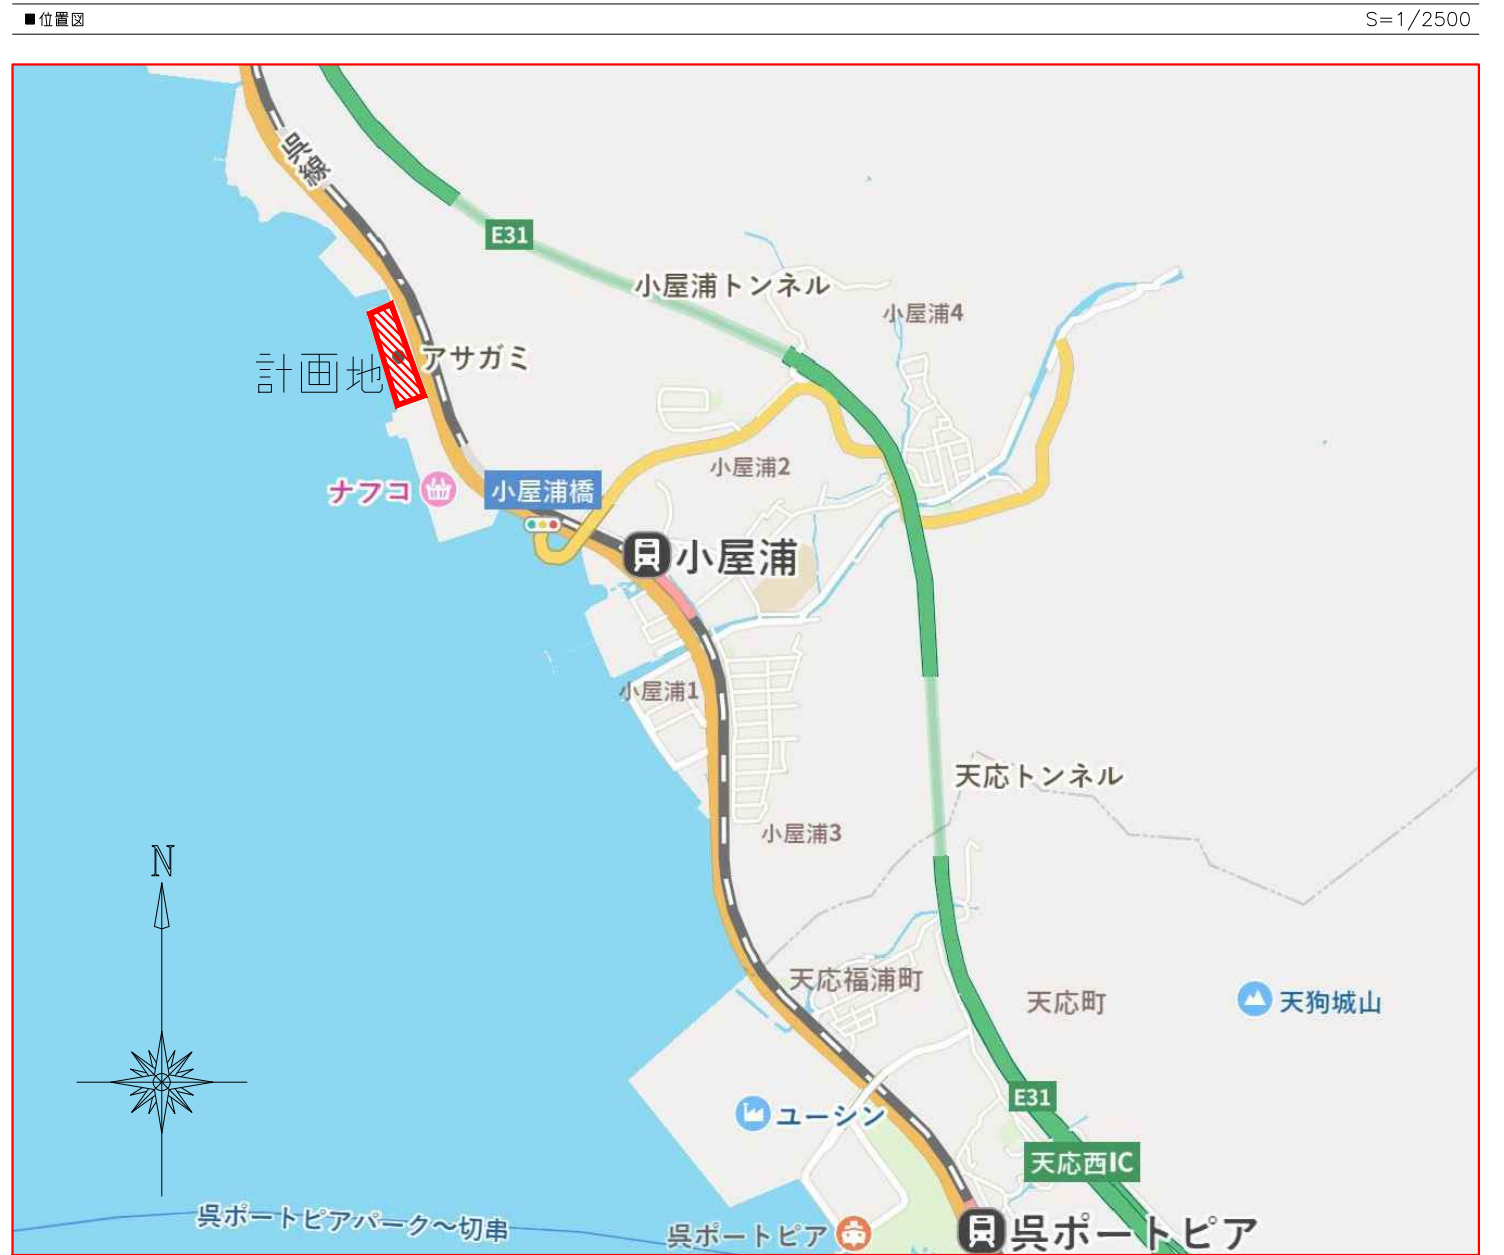 ■位置図
S=1/2500
呉線
E31
小屋浦トンネル
小屋浦4
アサガミ
計画地
小屋浦2
ナフコ
小屋浦橋
小屋浦
小屋浦1
天応トンネル
小屋浦3
N
天応福浦町
天応町
天狗城山
E31
ユーシン
天応西IC
呉ポートピアパーク〜切串
呉ポートピア
呉ポートピア